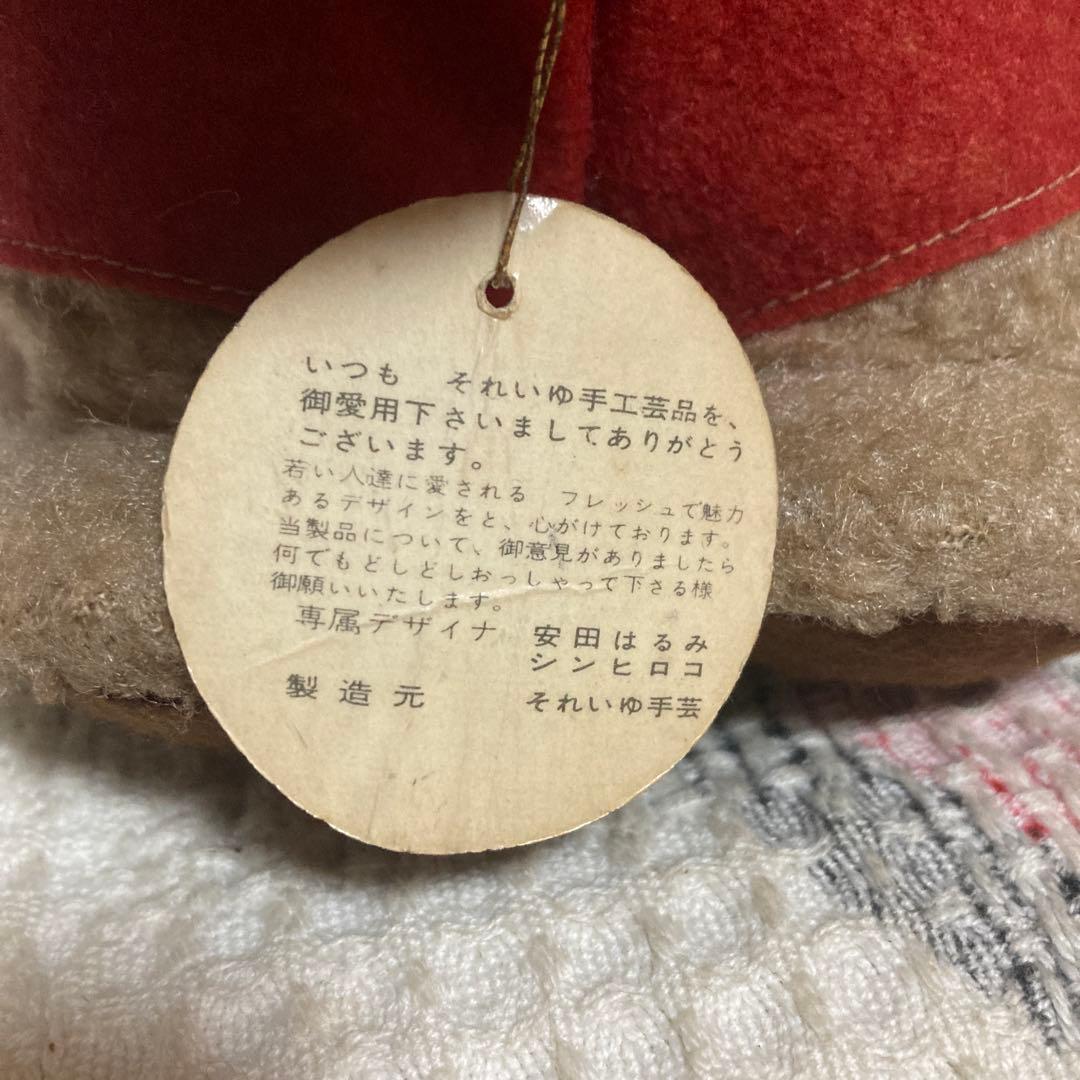 いつも　それいゆ手工芸品を、
御愛用下さいましてありがとう
ございます。
若い人達に愛される　フレッシュで魅力
あるデザインをと、心がけております。
当製品について、御意見がありましたら
何でもどしどしおっしゃって下さる様
御願いいたします。
専属デザイナ　安田はるみ
シンヒロコ
製造元　それいゆ手芸